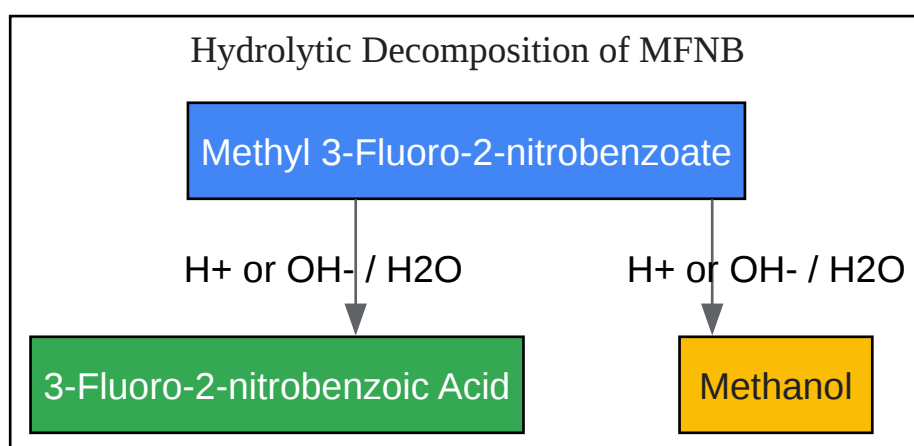 Hydrolytic Decomposition of MFNB
Methyl 3-Fluoro-2-nitrobenzoate
H+ or OH- / H2O
H+ or OH- / H2O
3-Fluoro-2-nitrobenzoic Acid
Methanol